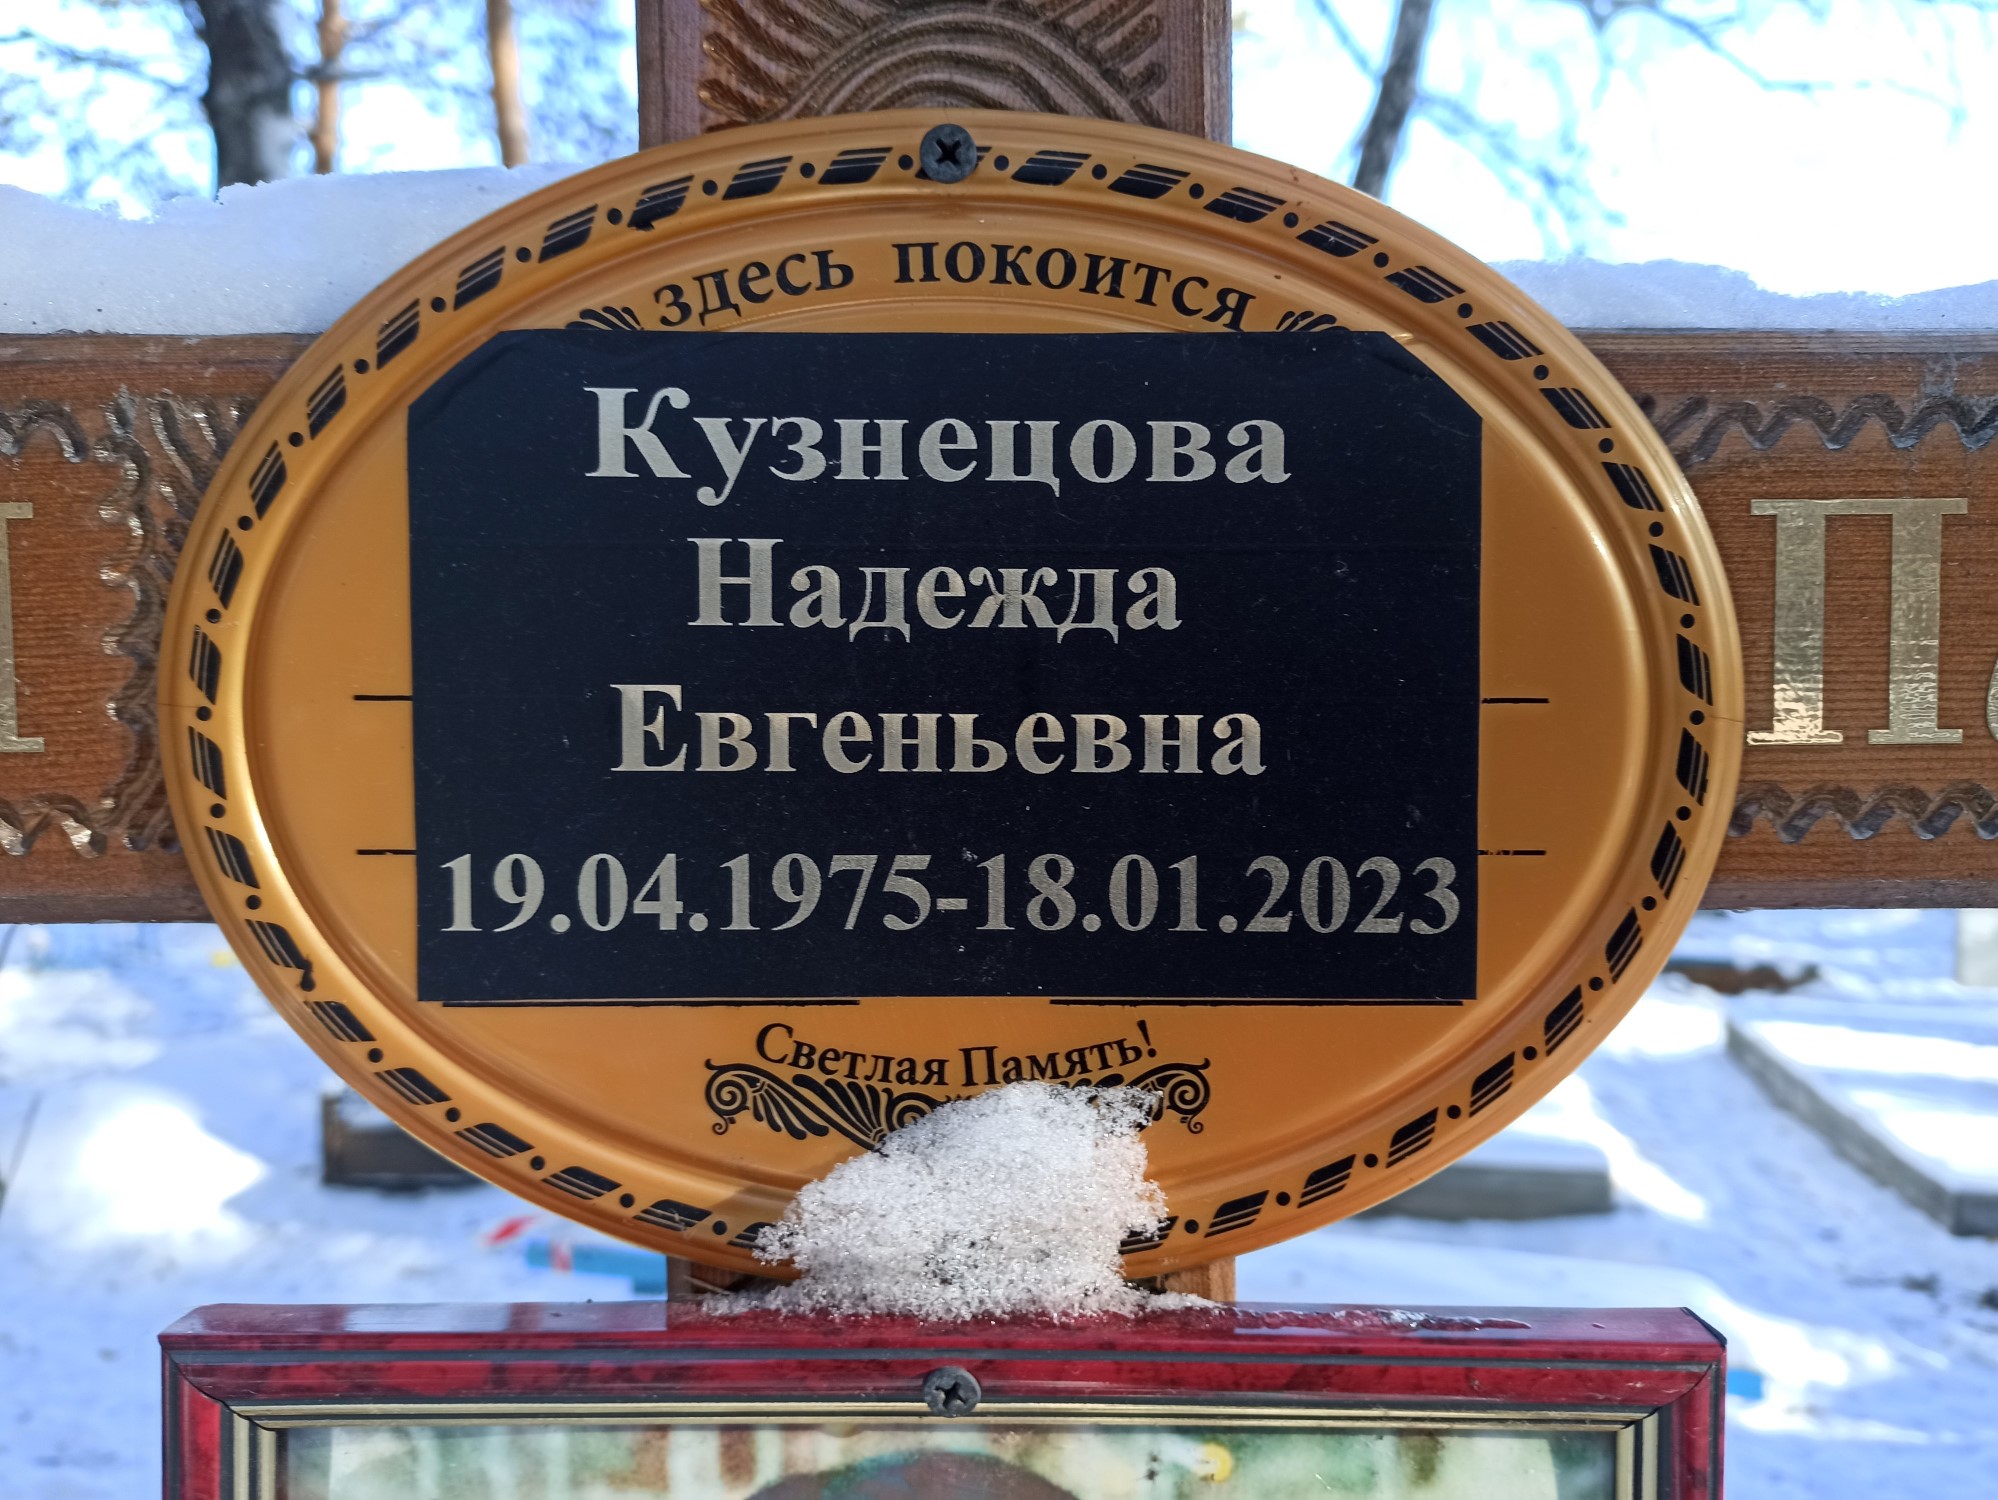 здесь покоится
Кузнецова
Надежда
Евгеньевна
19.04.1975-18.01.2023
Светлая Память!